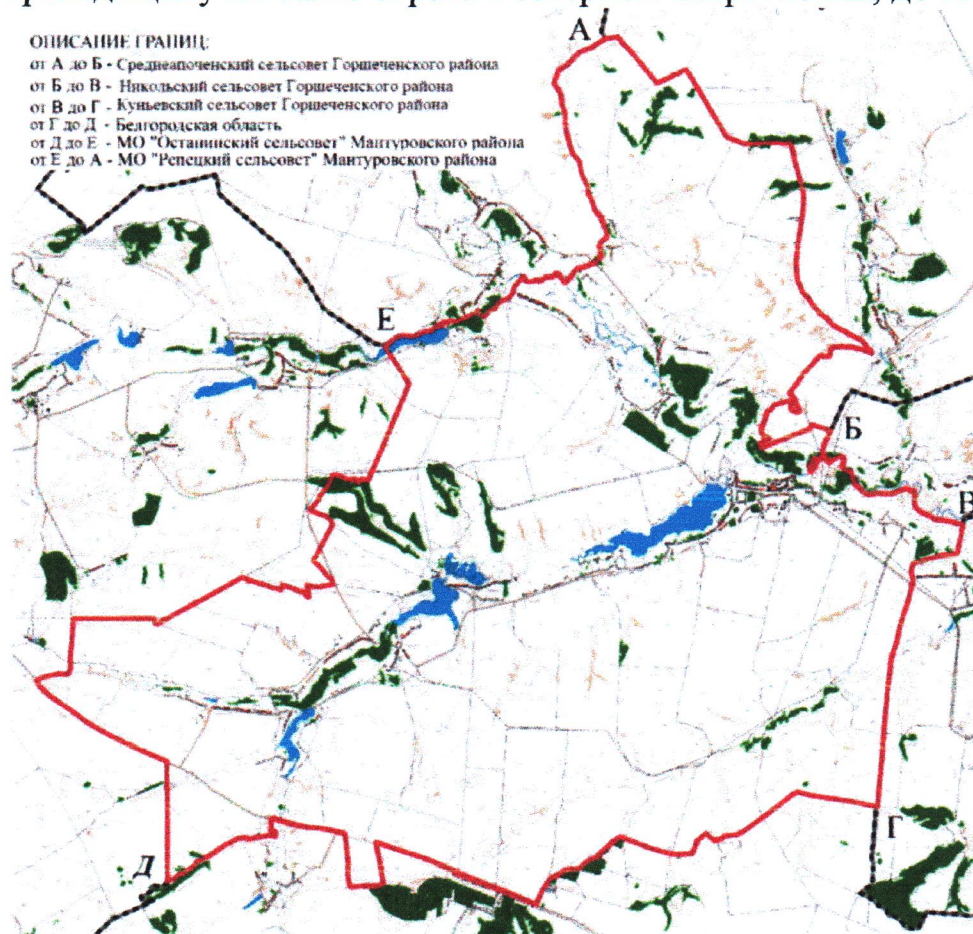 ОПИСАНИЕ ГРАНИЦ:
от А до Б - Среднеапоченский сельсовет Горшеченского района
от Б до В - Никольский сельсовет Горшеченского района
от В до Г - Куньевский сельсовет Горшеченского района
от Г до Д - Белгородская область
от Д до Е - МО "Останинский сельсовет" Мантуровского района
от Е до А - МО "Репецкий сельсовет" Мантуровского района
А
Е
Б
В
Г
Д